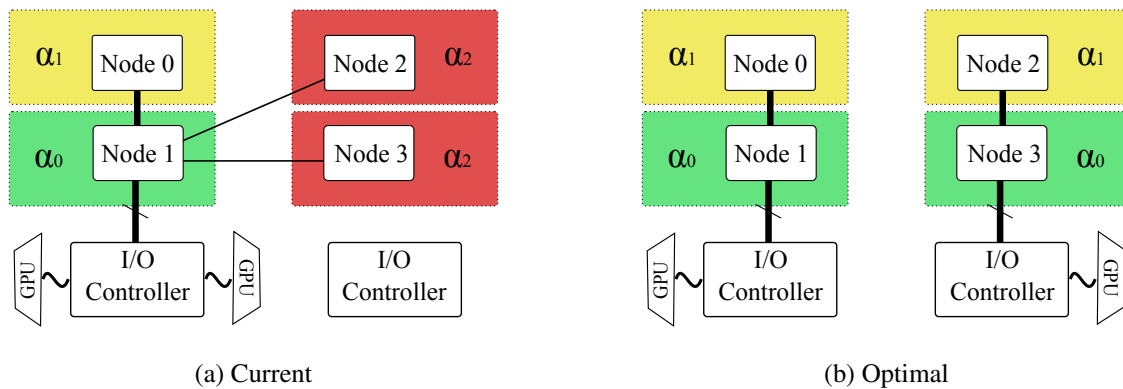 α1 Node 0
Node 2 α2
α0 Node 1
Node 3 α2
GPU
I/O
Controller
GPU
I/O
Controller
(a) Current
α1 Node 0
Node 2 α1
α0 Node 1
Node 3 α0
GPU
I/O
Controller
I/O
Controller
GPU
(b) Optimal